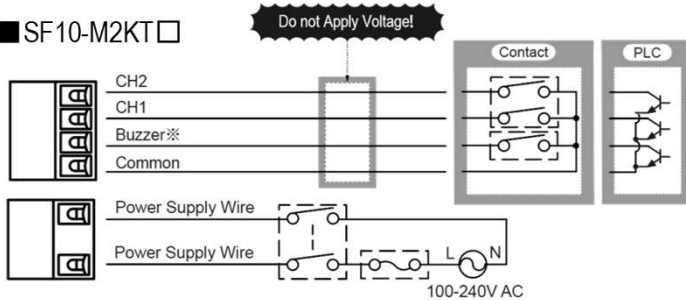 Do not Apply Voltage!
■SF10-M2KT□
Contact
PLC
CH2
CH1
Buzzer※
Common
Power Supply Wire
Power Supply Wire
L N
100-240V AC